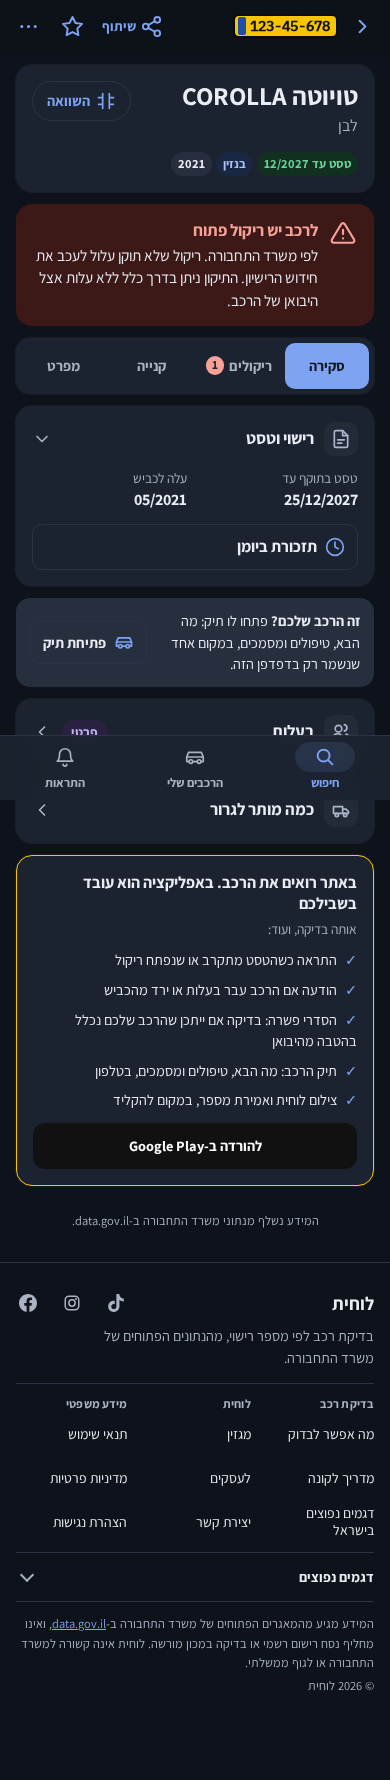 123-45-678
שיתוף
טויוטה COROLLA
לבן
השוואה
טסט עד 12/2027
בנזין
2021
לרכב יש ריקול פתוח
לפי משרד התחבורה. ריקול שלא תוקן עלול לעכב את
חידוש הרישיון. התיקון ניתן בדרך כלל ללא עלות אצל
היבואן של הרכב.
סקירה
ריקולים 1
קנייה
מפרט
רישוי וטסט
טסט בתוקף עד
עלה לכביש
25/12/2027
05/2021
תזכורת ביומן
זה הרכב שלכם? פתחו לו תיק: מה
הבא, טיפולים ומסמכים, במקום אחד
שנשמר רק בדפדפן הזה.
פתיחת תיק
בעלות
פרטי
חיפוש
הרכבים שלי
התראות
כמה מותר לגרור
באתר רואים את הרכב. באפליקציה הוא עובד
בשבילכם
אותה בדיקה, ועוד:
✓ התראה כשהטסט מתקרב או שנפתח ריקול
✓ הודעה אם הרכב עבר בעלות או ירד מהכביש
✓ הסדרי פשרה: בדיקה אם ייתכן שהרכב שלכם נכלל
בהטבה מהיבואן
✓ תיק הרכב: מה הבא, טיפולים ומסמכים, בטלפון
✓ צילום לוחית ואמירת מספר, במקום להקליד
להורדה ב-Google Play
המידע נשלף מנתוני משרד התחבורה ב-data.gov.il.
לוחית
בדיקת רכב לפי מספר רישוי, מהנתונים הפתוחים של
משרד התחבורה.
בדיקת רכב
לוחית
מידע משפטי
מה אפשר לבדוק
מגזין
תנאי שימוש
מדריך לקונה
לעסקים
מדיניות פרטיות
דגמים נפוצים
בישראל
יצירת קשר
הצהרת נגישות
דגמים נפוצים
המידע מגיע מהמאגרים הפתוחים של משרד התחבורה ב-data.gov.il, ואינו
מחליף נסח רישום רשמי או בדיקה במכון מורשה. לוחית אינה קשורה למשרד
התחבורה או לגוף ממשלתי.
© 2026 לוחית